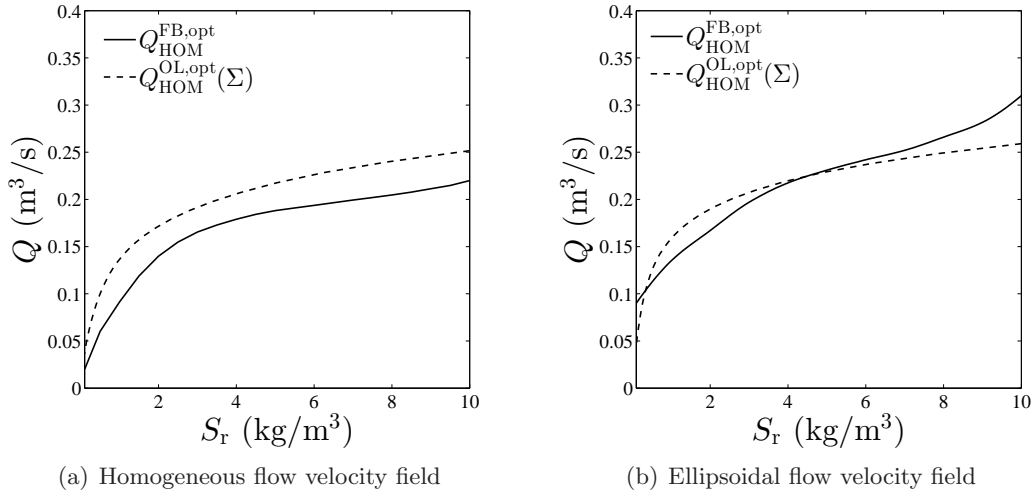 0.4
0.35
0.3
0.25
0.2
0.15
0.1
0.05
0
Q (m³/s)
Q_HOM^FB,opt
Q_HOM^OL,opt(Σ)
2 4 6 8 10
S_r (kg/m³)
(a) Homogeneous flow velocity field
0.4
0.35
0.3
0.25
0.2
0.15
0.1
0.05
0
Q (m³/s)
Q_HOM^FB,opt
Q_HOM^OL,opt(Σ)
2 4 6 8 10
S_r (kg/m³)
(b) Ellipsoidal flow velocity field